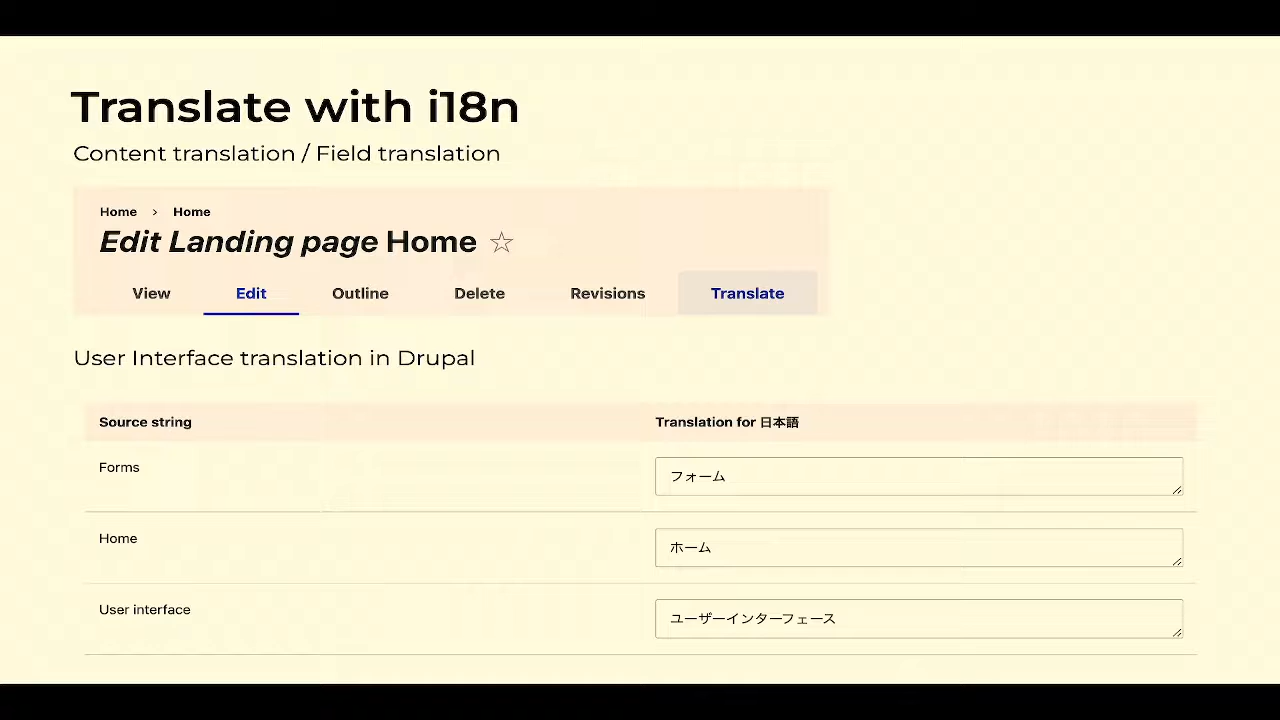 Translate with i18n
Content translation / Field translation
Home › Home
Edit Landing page Home ☆
View Edit Outline Delete Revisions Translate
User Interface translation in Drupal
Source string Translation for 日本語
Forms フォーム
Home ホーム
User interface ユーザーインターフェース